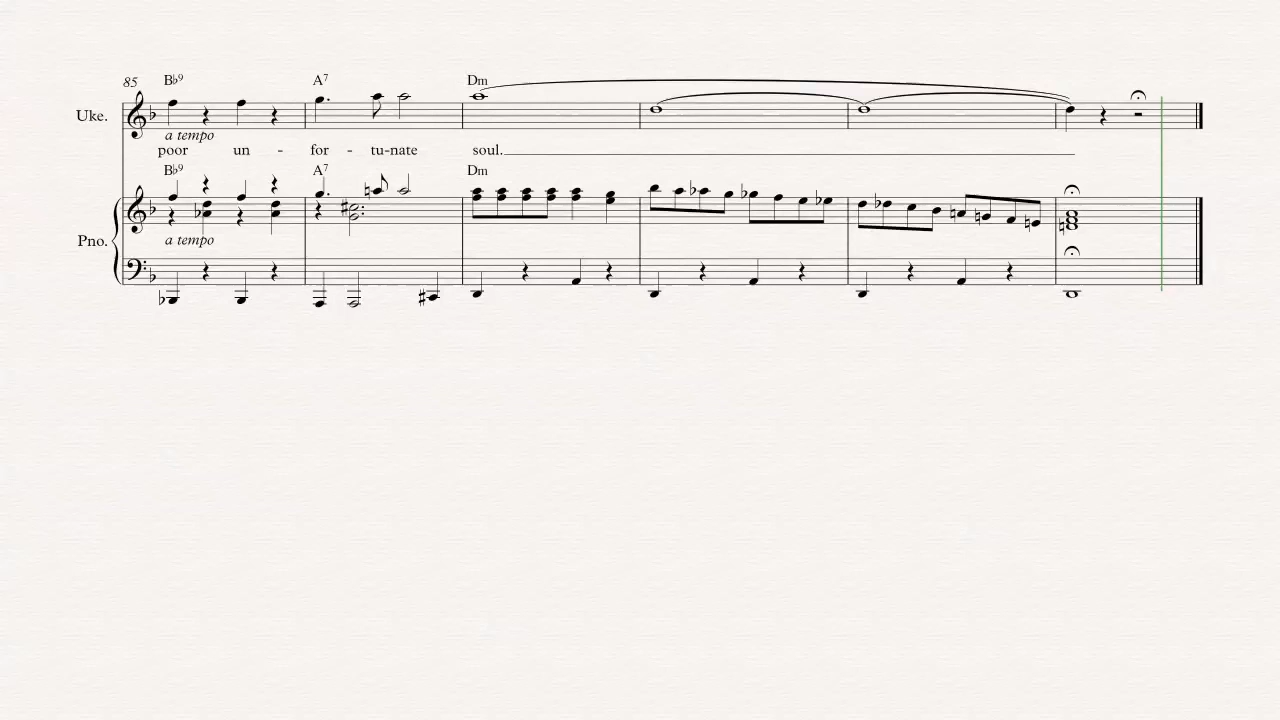 85 B♭9 A7 Dm
Uke.
a tempo
poor un - for - tu-nate soul.
B♭9 A7 Dm
Pno.
a tempo